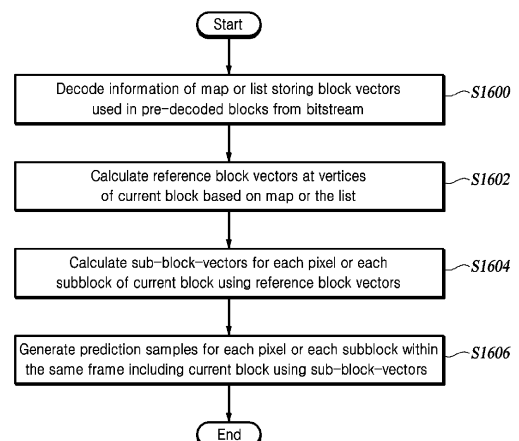 Start
Decode information of map or list storing block vectors
used in pre-decoded blocks from bitstream
S1600
Calculate reference block vectors at vertices
of current block based on map or the list
S1602
Calculate sub-block-vectors for each pixel or each
subblock of current block using reference block vectors
S1604
Generate prediction samples for each pixel or each subblock within
the same frame including current block using sub-block-vectors
S1606
End